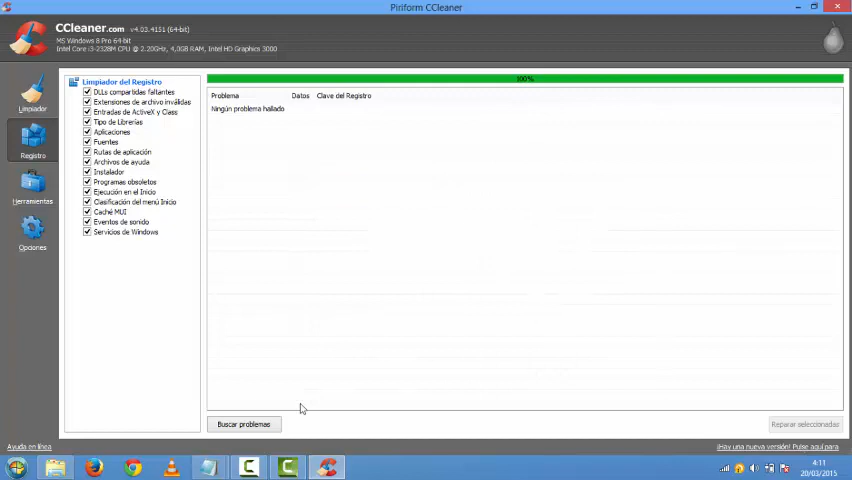 Piriform CCleaner
CCleaner.com v4.03.4151 (64-bit)
MS Windows 8 Pro 64-bit
Intel Core i3-2328M CPU @ 2.20GHz, 4,0GB RAM, Intel HD Graphics 3000
Limpiador
Registro
Herramientas
Opciones
Limpiador del Registro
DLLs compartidas faltantes
Extensiones de archivo inválidas
Entradas de ActiveX y Class
Tipo de Librerías
Aplicaciones
Fuentes
Rutas de aplicación
Archivos de ayuda
Instalador
Programas obsoletos
Ejecución en el Inicio
Clasificación del menú Inicio
Caché MUI
Eventos de sonido
Servicios de Windows
100%
Problema Datos Clave del Registro
Ningún problema hallado
Buscar problemas
Reparar seleccionadas
Ayuda en línea
¡Hay una nueva versión! Pulse aquí para
4:11
20/03/2015